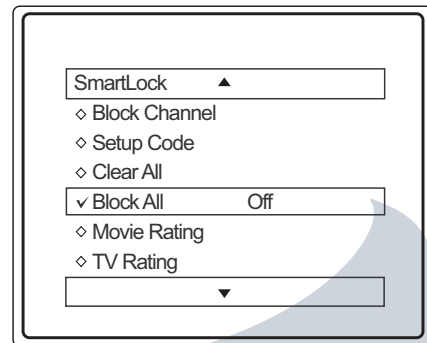 SmartLock ▲
◇ Block Channel
◇ Setup Code
◇ Clear All
✓ Block All Off
◇ Movie Rating
◇ TV Rating
▼